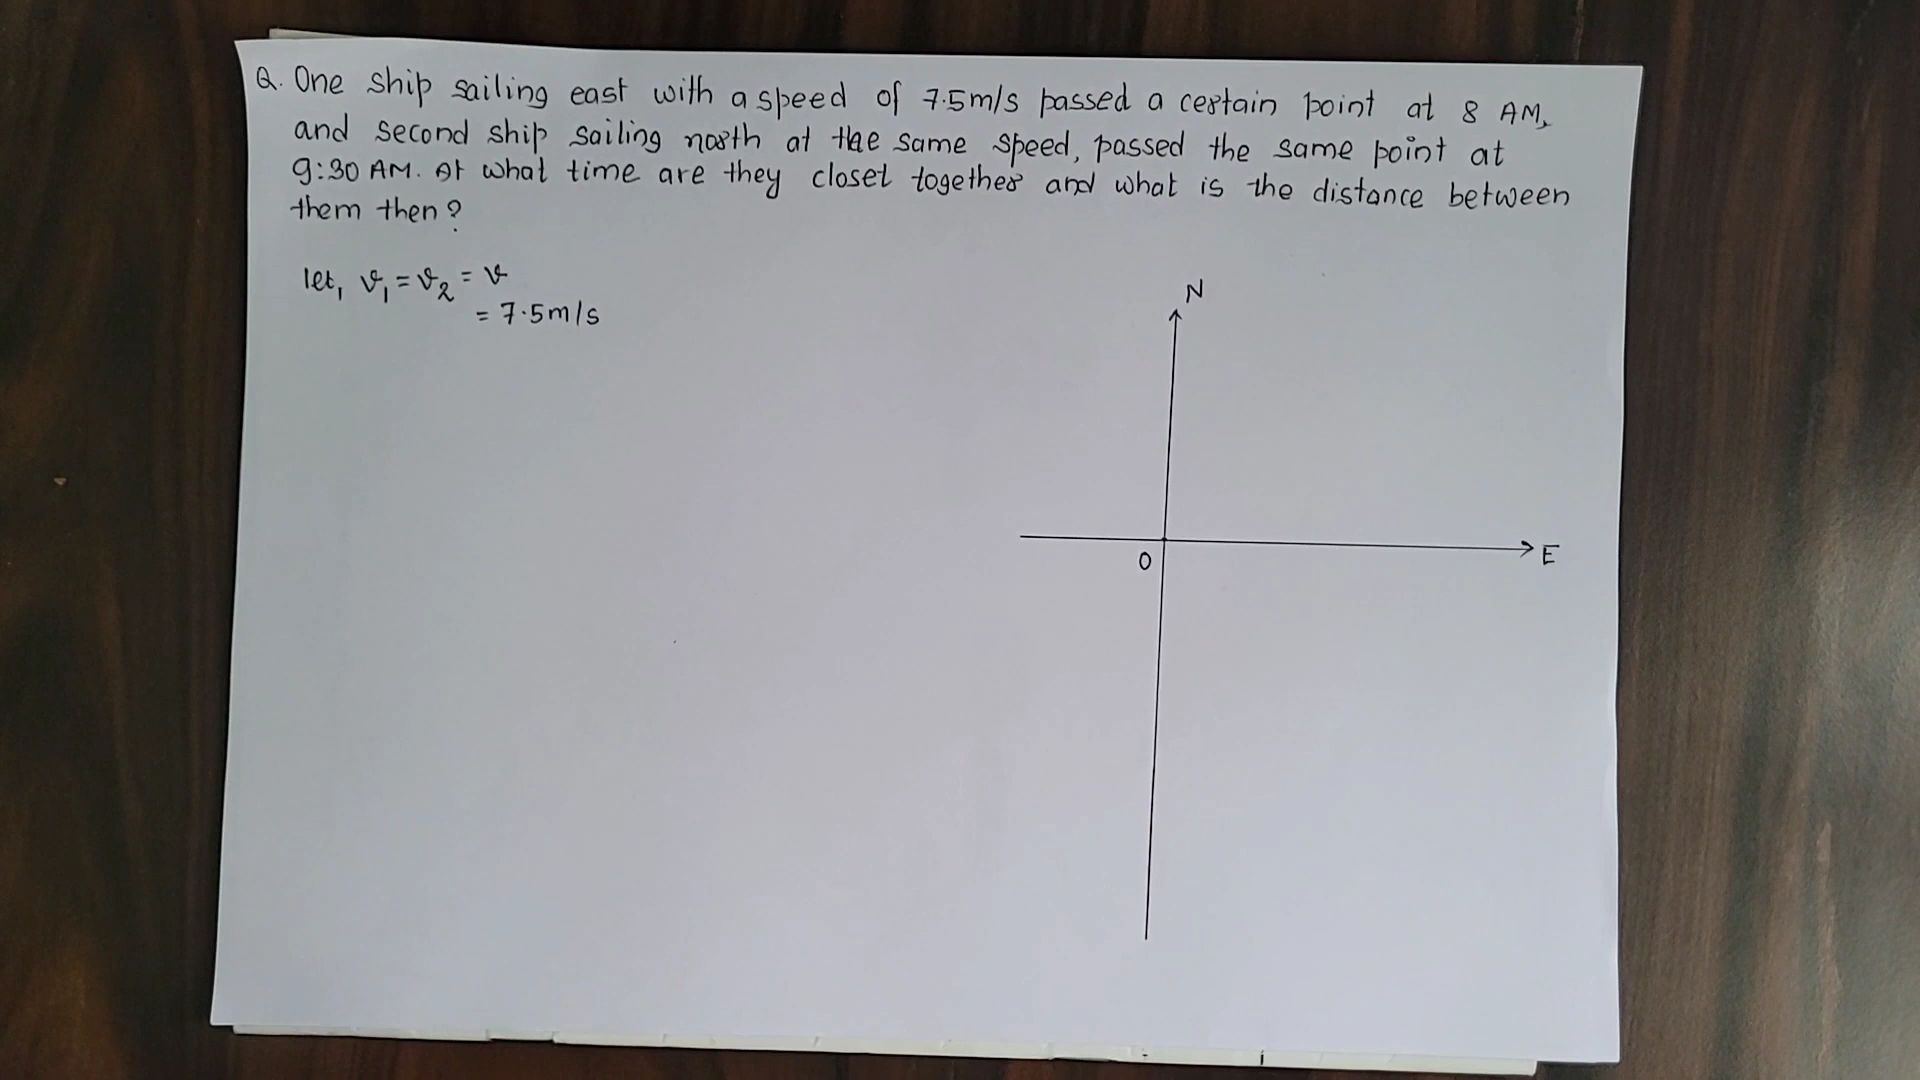 Q. One ship sailing east with a speed of 7.5m/s passed a certain point at 8 AM,
and second ship sailing north at the same speed, passed the same point at
9:30 AM. At what time are they closet together and what is the distance between
them then?
let, v₁ = v₂ = v
= 7.5m/s
N
O
E